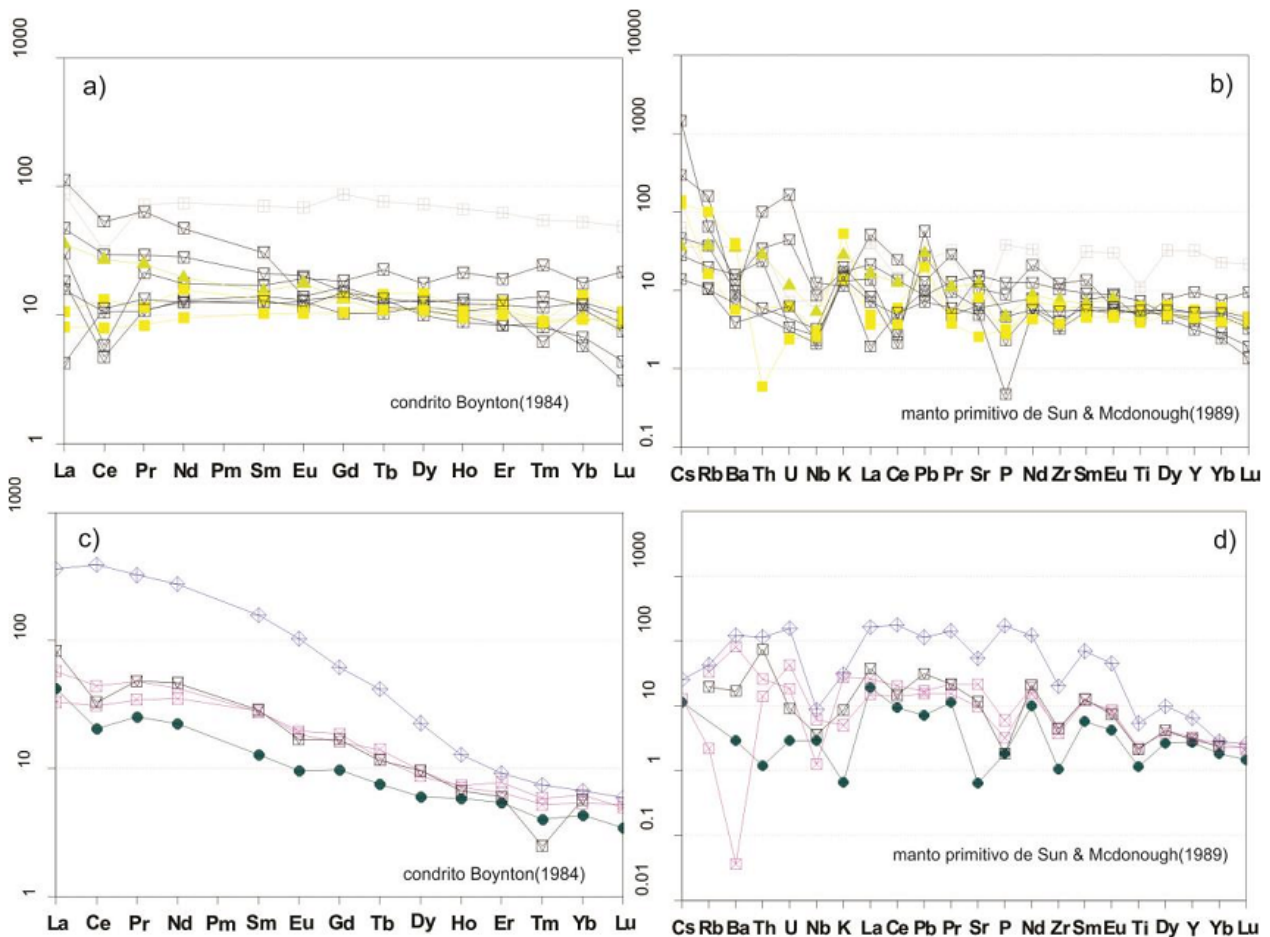 a)
1000
100
10
1
condrito Boynton(1984)
La Ce Pr Nd Pm Sm Eu Gd Tb Dy Ho Er Tm Yb Lu
b)
10000
1000
100
10
1
0.1
manto primitivo de Sun & Mcdonough(1989)
Cs Rb Ba Th U Nb K La Ce Pb Pr Sr P Nd Zr Sm Eu Ti Dy Y Yb Lu
c)
1000
100
10
1
condrito Boynton(1984)
La Ce Pr Nd Pm Sm Eu Gd Tb Dy Ho Er Tm Yb Lu
d)
1000
100
10
1
0.1
0.01
manto primitivo de Sun & Mcdonough(1989)
Cs Rb Ba Th U Nb K La Ce Pb Pr Sr P Nd Zr Sm Eu Ti Dy Y Yb Lu